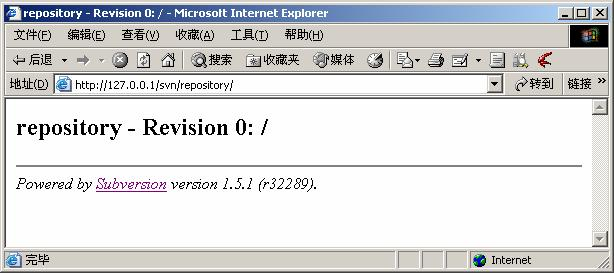 repository - Revision 0: / - Microsoft Internet Explorer
文件(F) 编辑(E) 查看(V) 收藏(A) 工具(T) 帮助(H)
后退 搜索 收藏夹 媒体
地址(D) http://127.0.0.1/svn/repository/ 转到 链接 »
repository - Revision 0: /
Powered by Subversion version 1.5.1 (r32289).
完毕 Internet